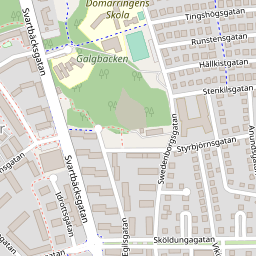 Domarringens
Skola
Tingshögsgatan
Runstensgatan
Svartbäcksgatan
Galgbacken
Hällkistgatan
Stenkilsgatan
Swedenborgsgatan
Styrbjörnsgatan
Svartbäcksgatan
Idrottsgatan
Sköldungagatan